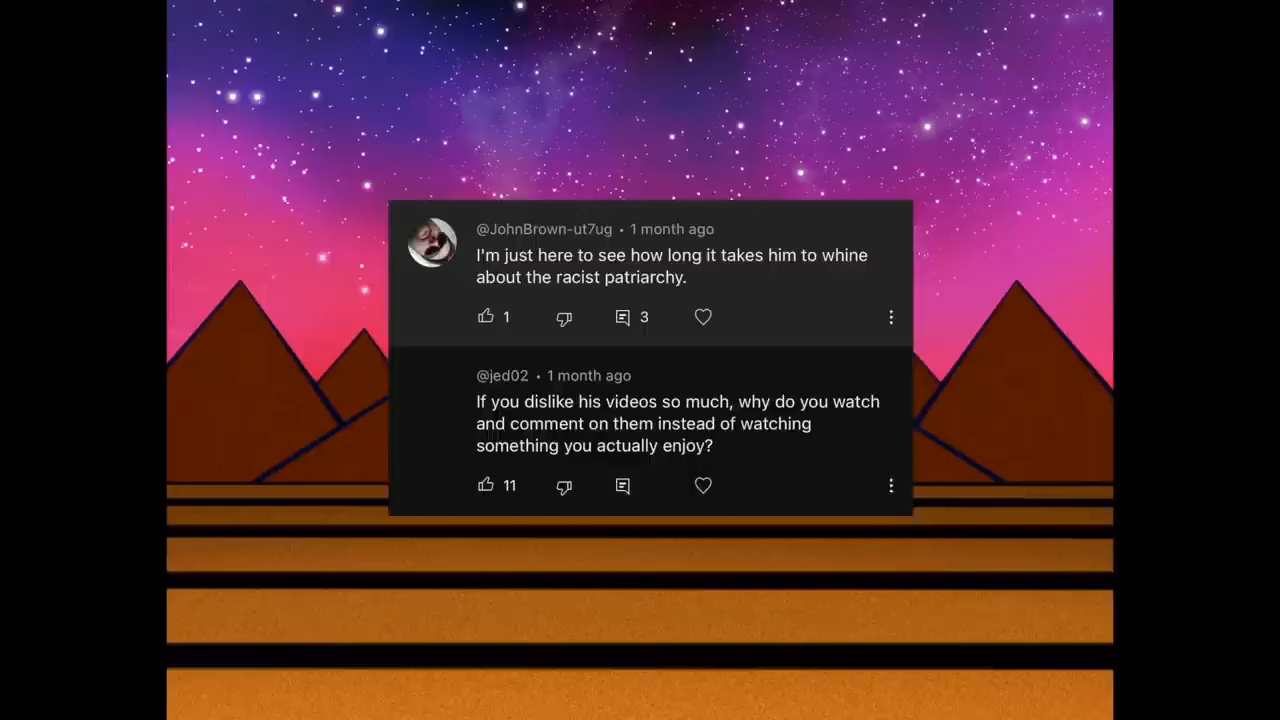 @JohnBrown-ut7ug • 1 month ago
I'm just here to see how long it takes him to whine
about the racist patriarchy.
1 3
@jed02 • 1 month ago
If you dislike his videos so much, why do you watch
and comment on them instead of watching
something you actually enjoy?
11